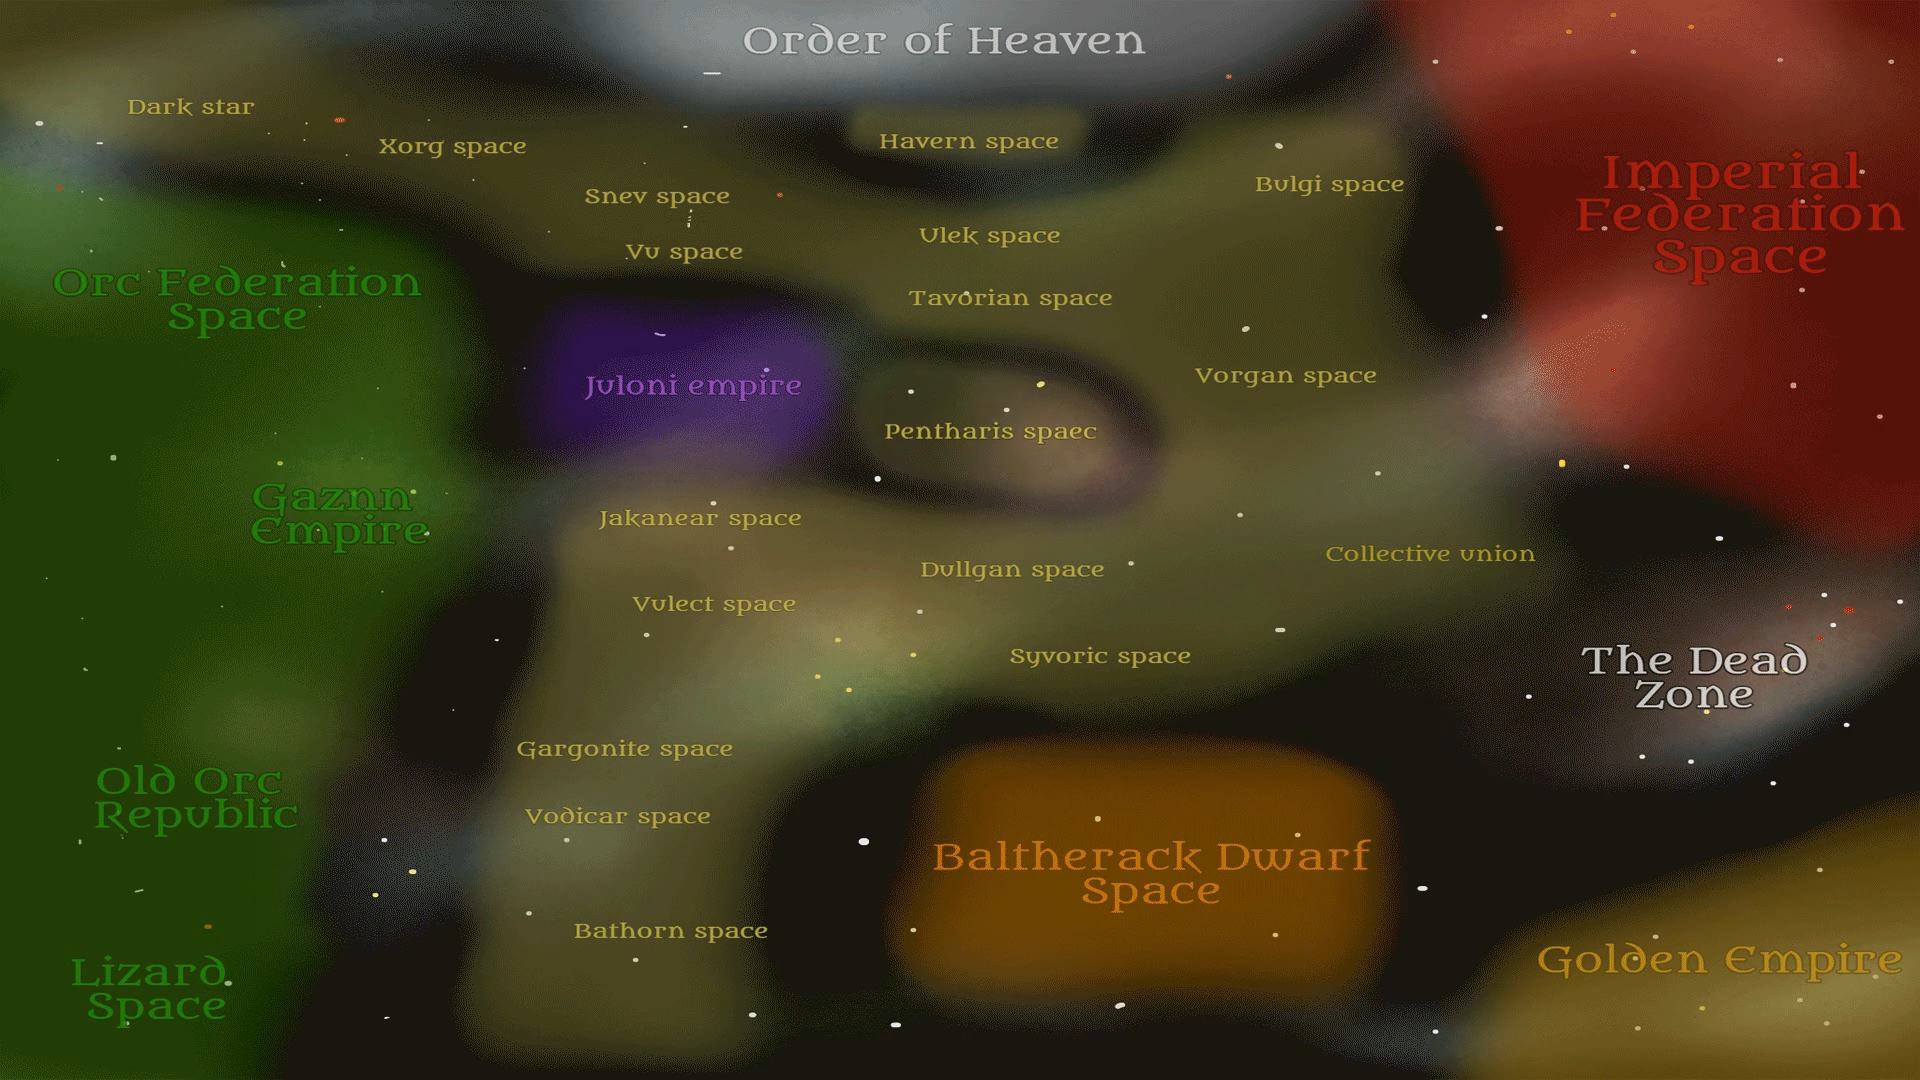 Order of Heaven
Dark star
Xorg space
Havern space
Snev space
Bulgi space
Imperial
Federation
Space
Vu space
Vlek space
Orc Federation
Space
Tavorian space
Juloni empire
Vorgan space
Pentharis spaec
Gaznn
Empire
Jakanear space
Dullgan space
Collective union
Vulect space
Syvoric space
The Dead
Zone
Gargonite space
Old Orc
Republic
Vodicar space
Baltherack Dwarf
Space
Bathorn space
Golden Empire
Lizard
Space